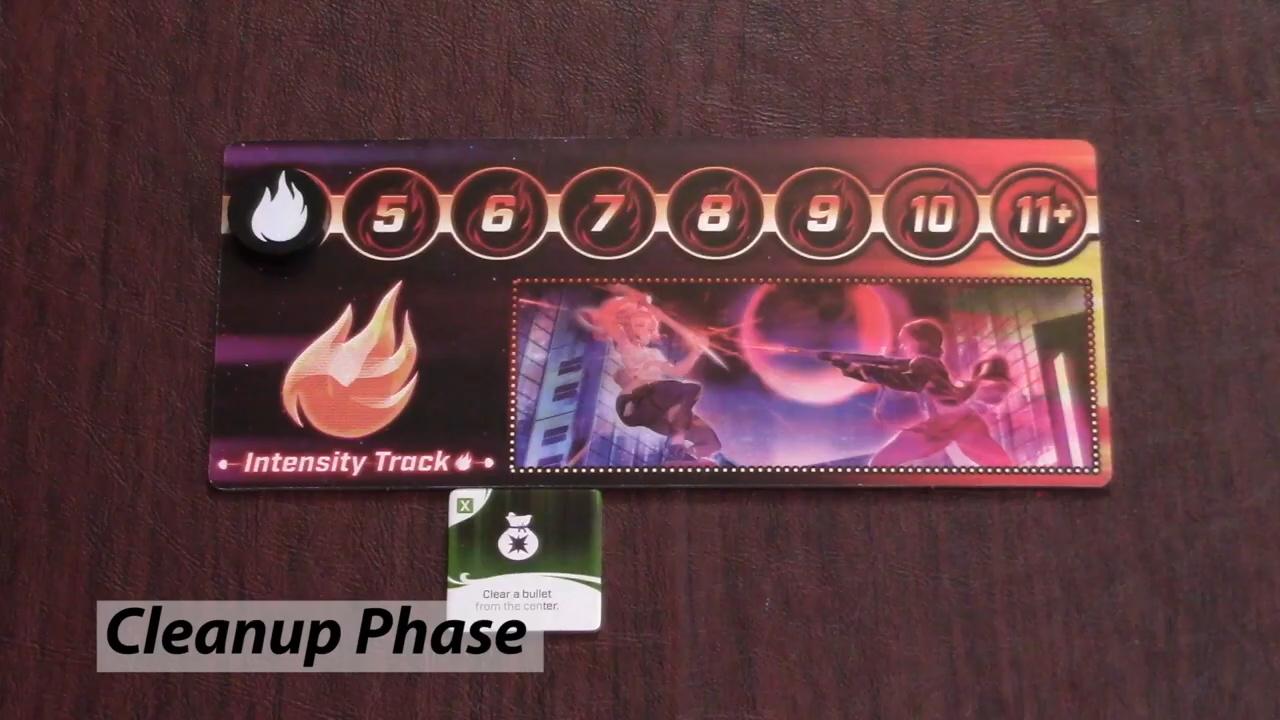 5 6 7 8 9 10 11+
Intensity Track
X
Clear a bullet
from the center.
Cleanup Phase